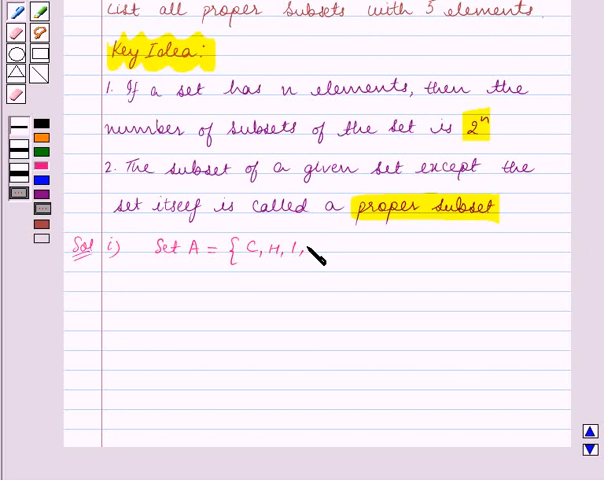 List all proper subsets with 5 elements.
Key Idea:
1. If a set has n elements, then the
number of subsets of the set is 2ⁿ
2. The subset of a given set except the
set itself is called a proper subset
Sol i) Set A = { C, H, I,